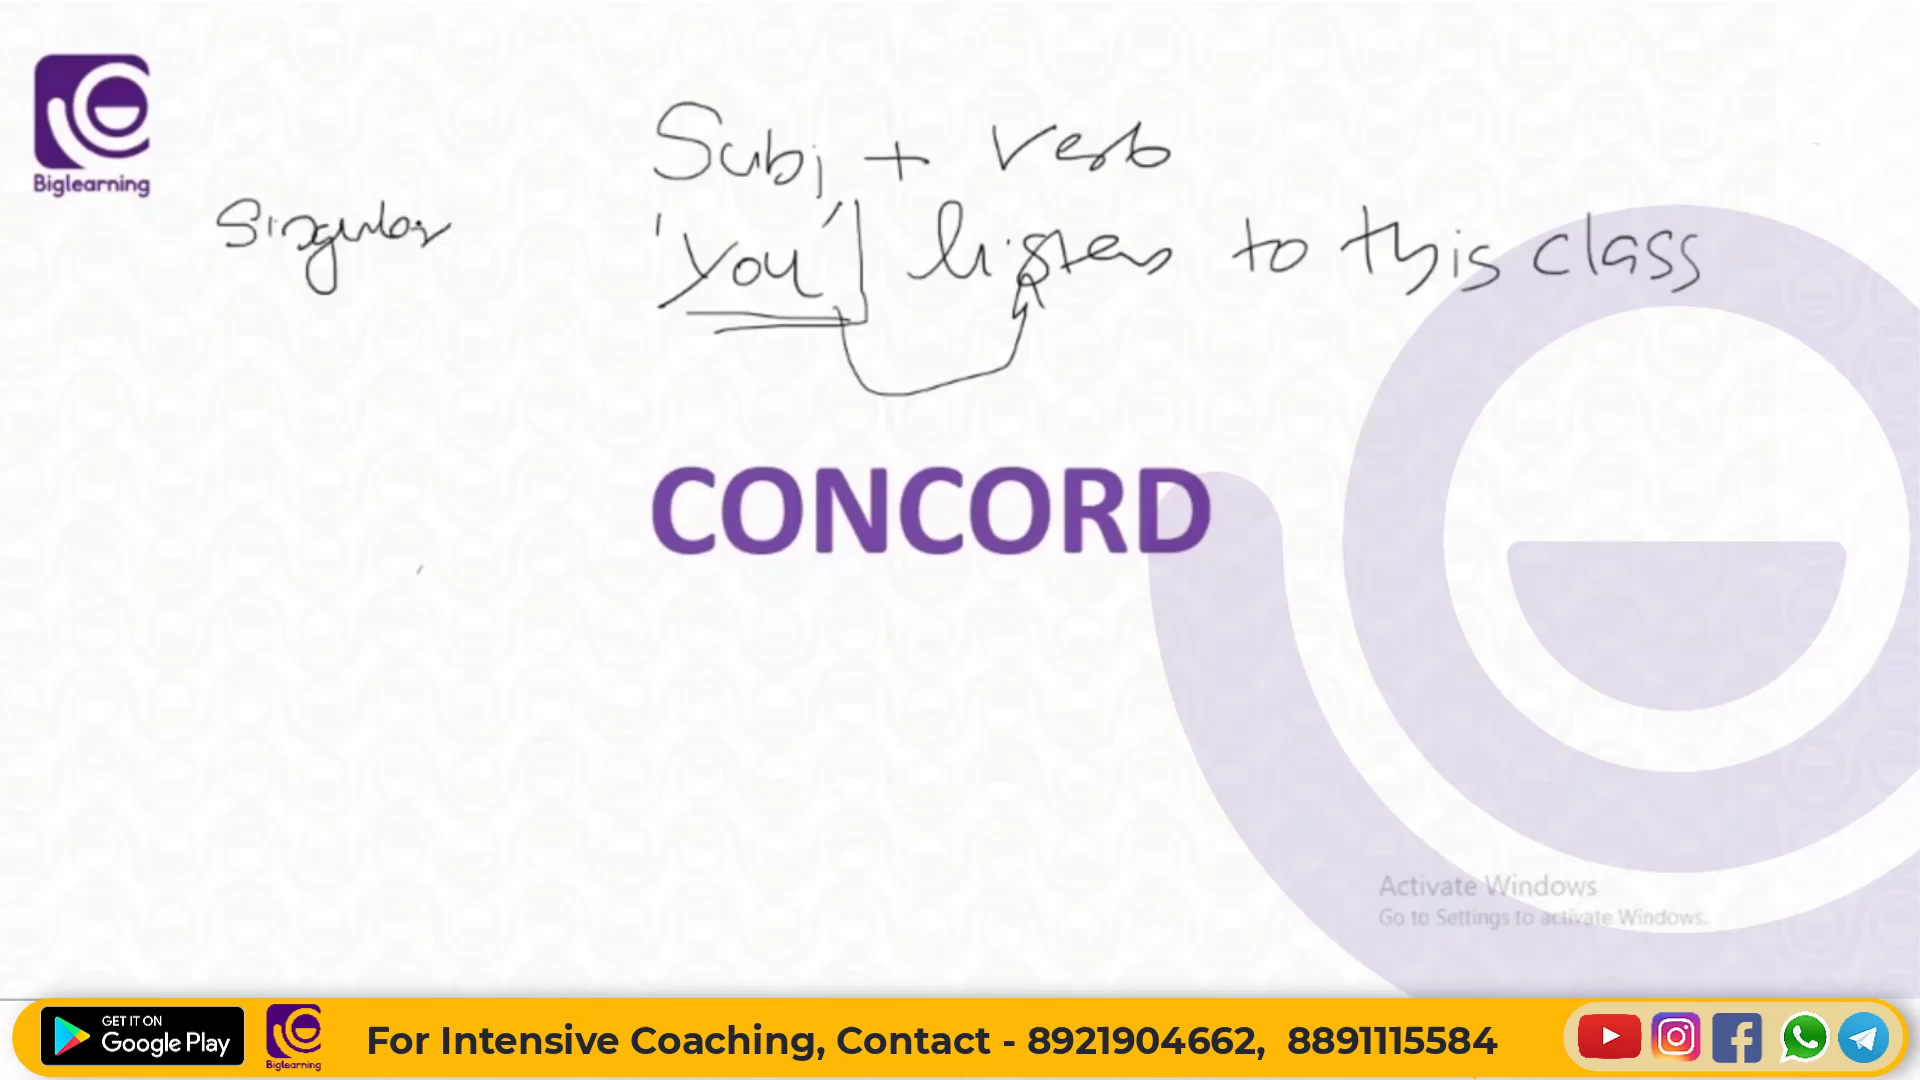 Biglearning
Subj + Verb
Singular
'You' listen to this class
CONCORD
Activate Windows
Go to Settings to activate Windows.
GET IT ON
Google Play
Biglearning
For Intensive Coaching, Contact - 8921904662, 8891115584